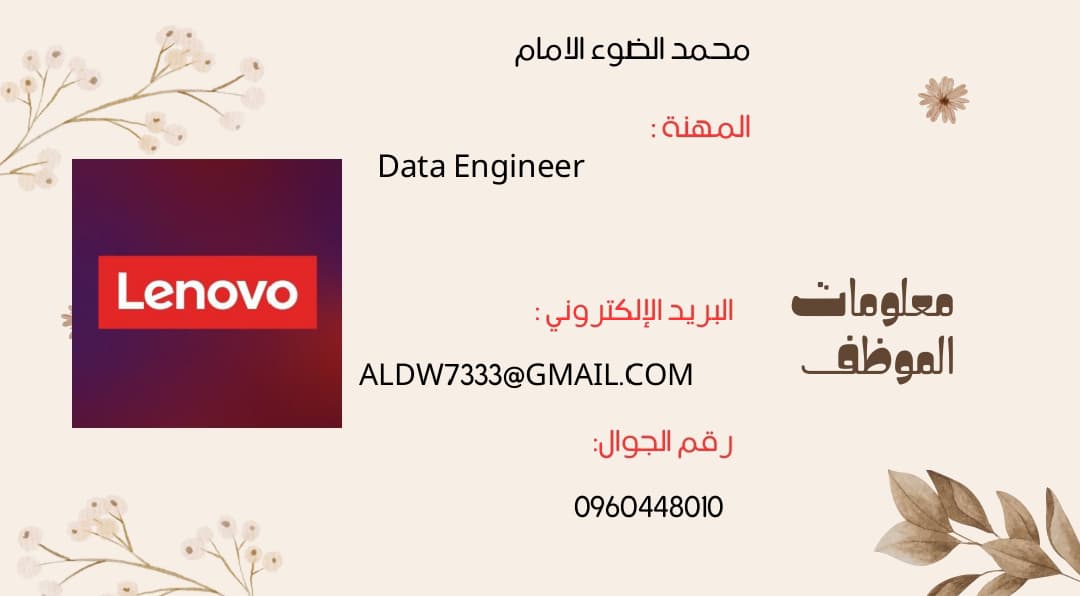 محمد الضوء الامام
المهنة :
Data Engineer
Lenovo
معلومات
الموظف
البريد الإلكتروني :
ALDW7333@GMAIL.COM
رقم الجوال:
0960448010